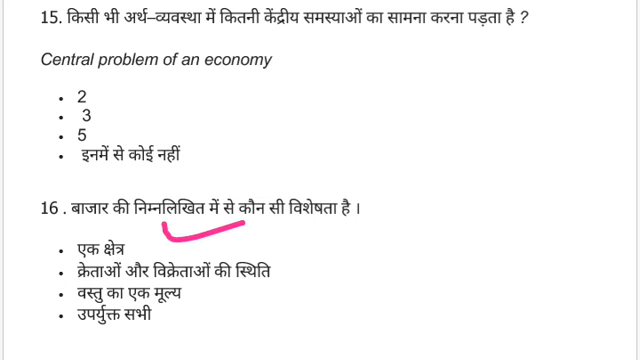 15. किसी भी अर्थ–व्यवस्था में कितनी केंद्रीय समस्याओं का सामना करना पड़ता है ?
Central problem of an economy
• 2
• 3
• 5
• इनमें से कोई नहीं
16 . बाजार की निम्नलिखित में से कौन सी विशेषता है ।
• एक क्षेत्र
• क्रेताओं और विक्रेताओं की स्थिति
• वस्तु का एक मूल्य
• उपर्युक्त सभी